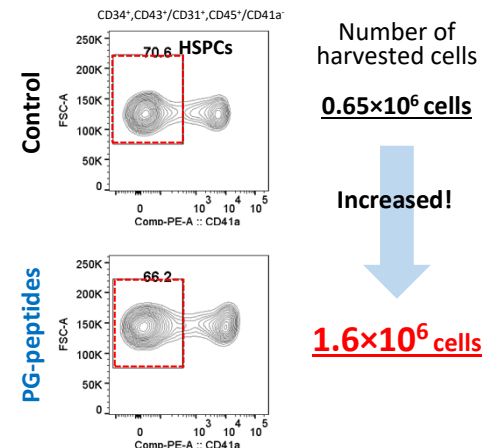 CD34⁺,CD43⁺/CD31⁺,CD45⁺/CD41a⁻
Control
250K
200K
150K
100K
50K
0
FSC-A
70.6
HSPCs
0
10³
10⁴
10⁵
Comp-PE-A :: CD41a
Number of
harvested cells
0.65×10⁶ cells
Increased!
PG-peptides
250K
200K
150K
100K
50K
0
FSC-A
66.2
0
10³
10⁴
10⁵
Comp-PE-A :: CD41a
1.6×10⁶ cells